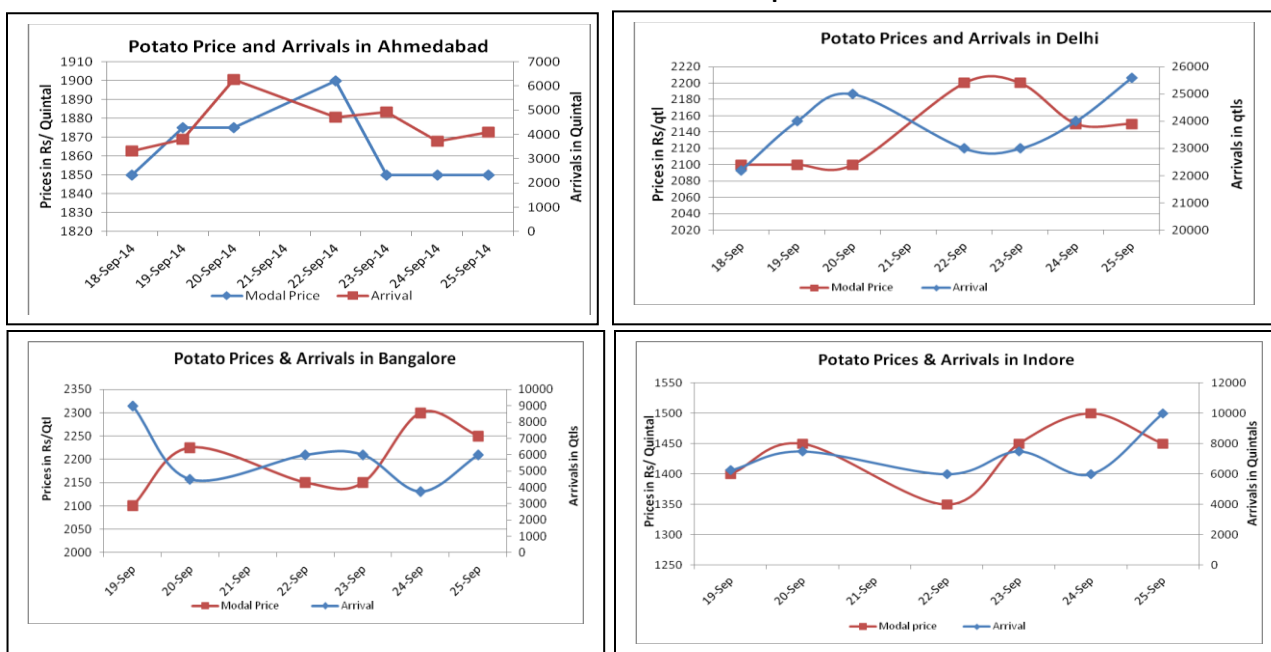 Potato Price and Arrivals in Ahmedabad
Prices in Rs/ Quintal
1910
1900
1890
1880
1870
1860
1850
1840
1830
1820
7000
6000
5000
4000
3000
2000
1000
0
Arrivals in Quintal
18-Sep-14
19-Sep-14
20-Sep-14
21-Sep-14
22-Sep-14
23-Sep-14
24-Sep-14
25-Sep-14
Modal Price
Arrival
Potato Prices and Arrivals in Delhi
Prices in Rs/qtl
2220
2200
2180
2160
2140
2120
2100
2080
2060
2040
2020
26000
25000
24000
23000
22000
21000
20000
Arrivals in qtls
18-Sep
19-Sep
20-Sep
21-Sep
22-Sep
23-Sep
24-Sep
25-Sep
Modal Price
Arrival
Potato Prices & Arrivals in Bangalore
Prices in Rs/Qtl
2350
2300
2250
2200
2150
2100
2050
2000
10000
9000
8000
7000
6000
5000
4000
3000
2000
1000
0
Arrivals in Qtls
19-Sep
20-Sep
21-Sep
22-Sep
23-Sep
24-Sep
25-Sep
Modal Price
Arrival
Potato Prices & Arrivals in Indore
Prices in Rs/ Quintal
1550
1500
1450
1400
1350
1300
1250
12000
10000
8000
6000
4000
2000
0
Arrivals in Quintals
19-Sep
20-Sep
21-Sep
22-Sep
23-Sep
24-Sep
25-Sep
Modal price
Arrival